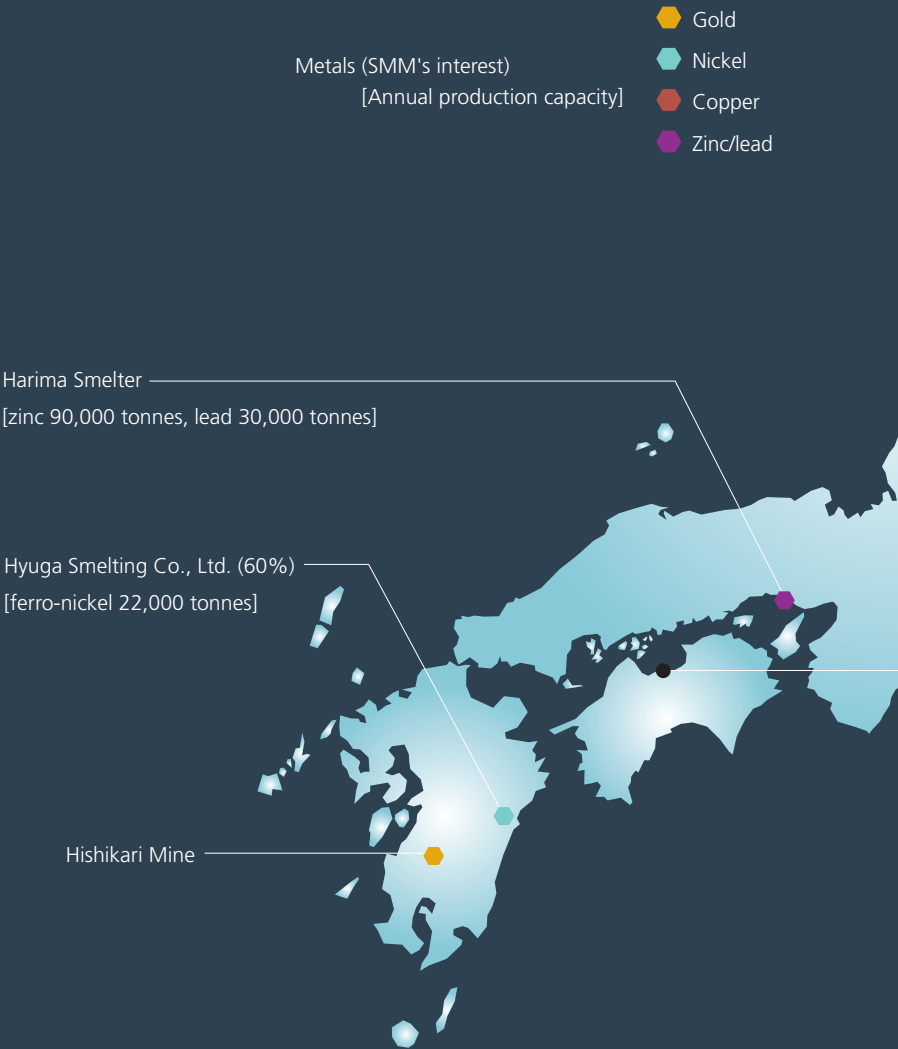 Gold
Metals (SMM's interest)
Nickel
[Annual production capacity]
Copper
Zinc/lead
Harima Smelter
[zinc 90,000 tonnes, lead 30,000 tonnes]
Hyuga Smelting Co., Ltd. (60%)
[ferro-nickel 22,000 tonnes]
Hishikari Mine